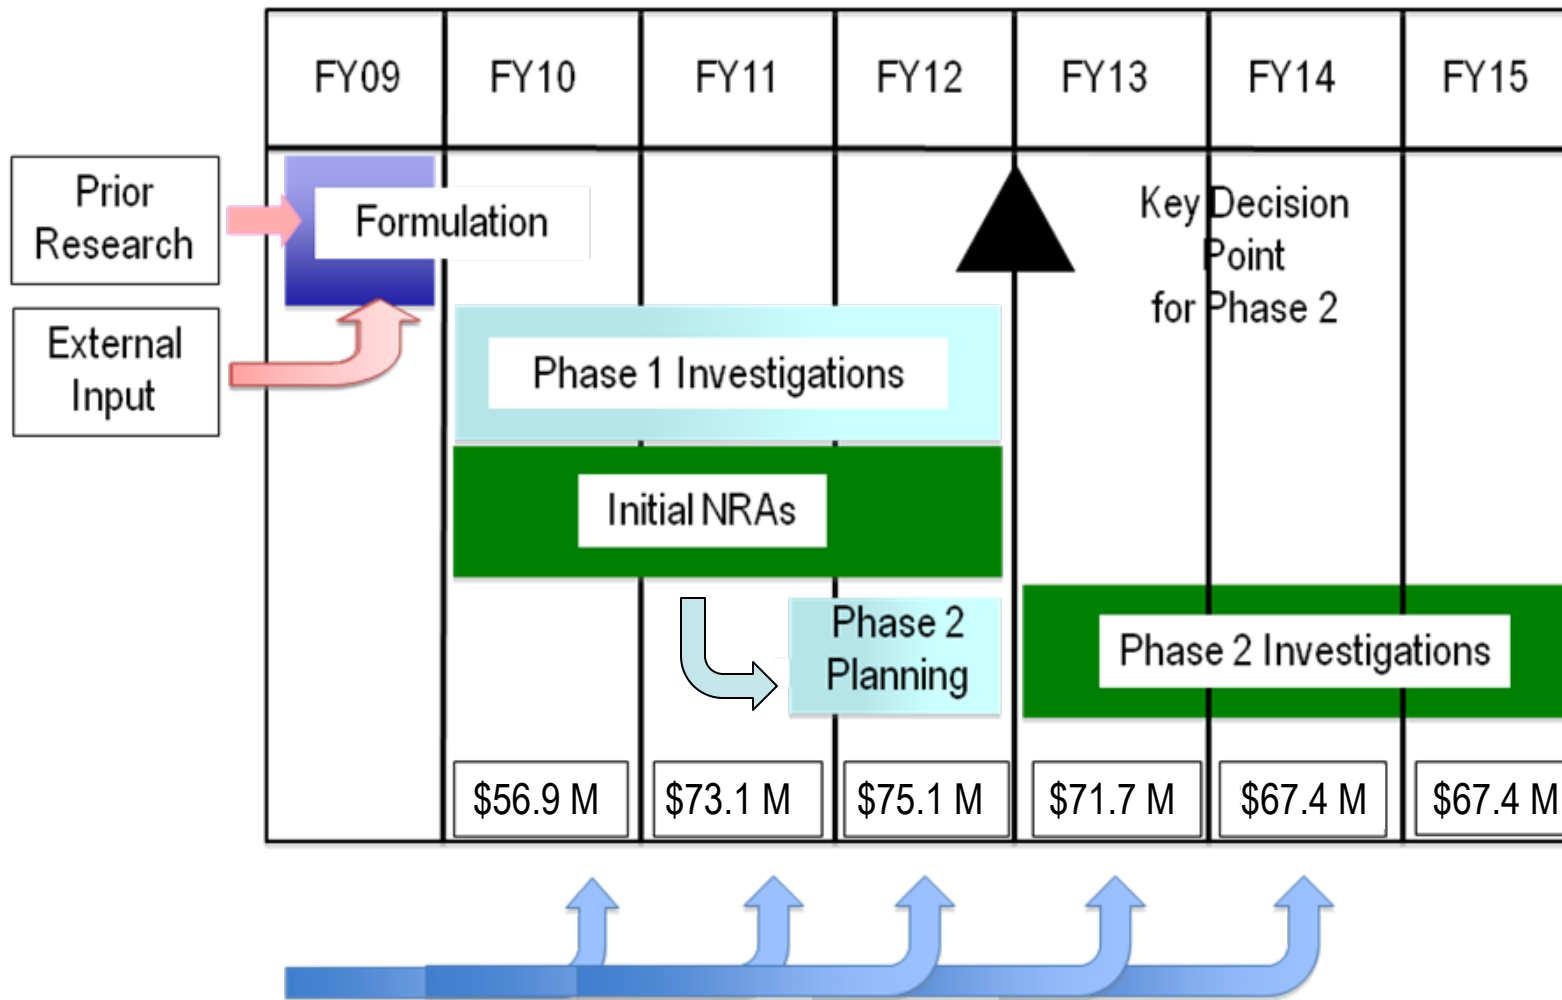 FY09
FY10
FY11
FY12
FY13
FY14
FY15
Prior
Research
Formulation
Key Decision
Point
for Phase 2
External
Input
Phase 1 Investigations
Initial NRAs
Phase 2
Planning
Phase 2 Investigations
$56.9 M
$73.1 M
$75.1 M
$71.7 M
$67.4 M
$67.4 M